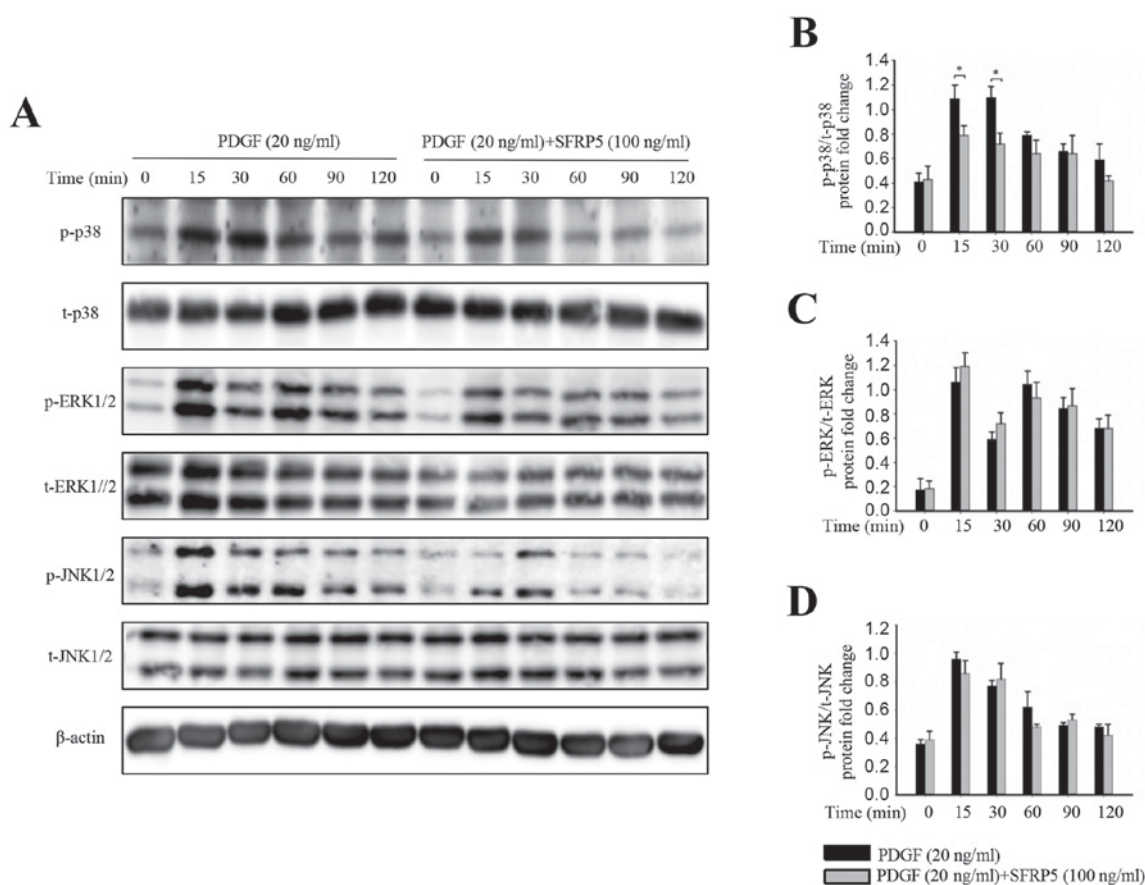 A
PDGF (20 ng/ml) PDGF (20 ng/ml)+SFRP5 (100 ng/ml)
Time (min) 0 15 30 60 90 120 0 15 30 60 90 120
p-p38
t-p38
p-ERK1/2
t-ERK1//2
p-JNK1/2
t-JNK1/2
β-actin
B
p-p38/t-p38
protein fold change
1.4
1.2
1.0
0.8
0.6
0.4
0.2
0.0
* *
Time (min) 0 15 30 60 90 120
C
p-ERK/t-ERK
protein fold change
1.4
1.2
1.0
0.8
0.6
0.4
0.2
0.0
Time (min) 0 15 30 60 90 120
D
p-JNK/t-JNK
protein fold change
1.2
1.0
0.8
0.6
0.4
0.2
0.0
Time (min) 0 15 30 60 90 120
PDGF (20 ng/ml)
PDGF (20 ng/ml)+SFRP5 (100 ng/ml)